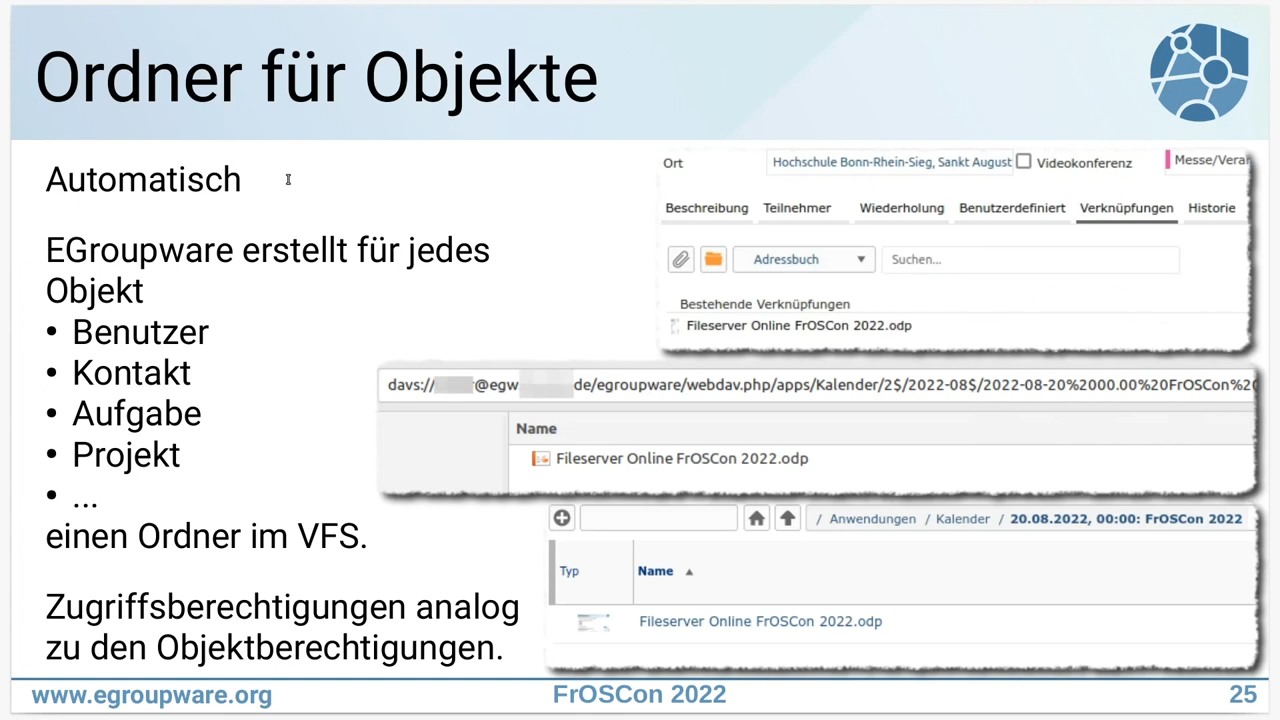 Ordner für Objekte
Automatisch
EGroupware erstellt für jedes
Objekt
• Benutzer
• Kontakt
• Aufgabe
• Projekt
• ...
einen Ordner im VFS.
Zugriffsberechtigungen analog
zu den Objektberechtigungen.
Ort Hochschule Bonn-Rhein-Sieg, Sankt August Videokonferenz Messe/Veran
Beschreibung Teilnehmer Wiederholung Benutzerdefiniert Verknüpfungen Historie
Adressbuch Suchen...
Bestehende Verknüpfungen
Fileserver Online FrOSCon 2022.odp
davs:// @egw de/egroupware/webdav.php/apps/Kalender/2$/2022-08$/2022-08-20%2000.00%20FrOSCon%20
Name
Fileserver Online FrOSCon 2022.odp
/ Anwendungen / Kalender / 20.08.2022, 00:00: FrOSCon 2022
Typ Name
Fileserver Online FrOSCon 2022.odp
www.egroupware.org FrOSCon 2022 25